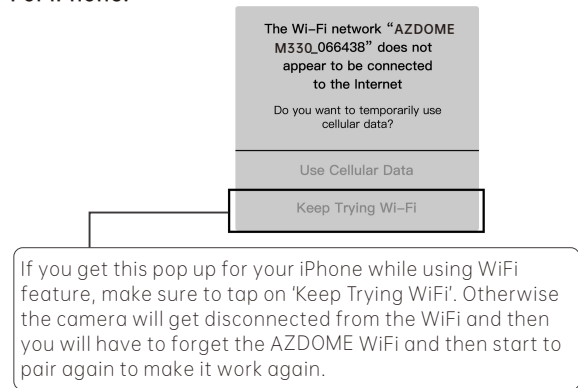 The Wi–Fi network “AZDOME
M330_066438” does not
appear to be connected
to the Internet
Do you want to temporarily use
cellular data?
Use Cellular Data
Keep Trying Wi–Fi
If you get this pop up for your iPhone while using WiFi
feature, make sure to tap on 'Keep Trying WiFi'. Otherwise
the camera will get disconnected from the WiFi and then
you will have to forget the AZDOME WiFi and then start to
pair again to make it work again.